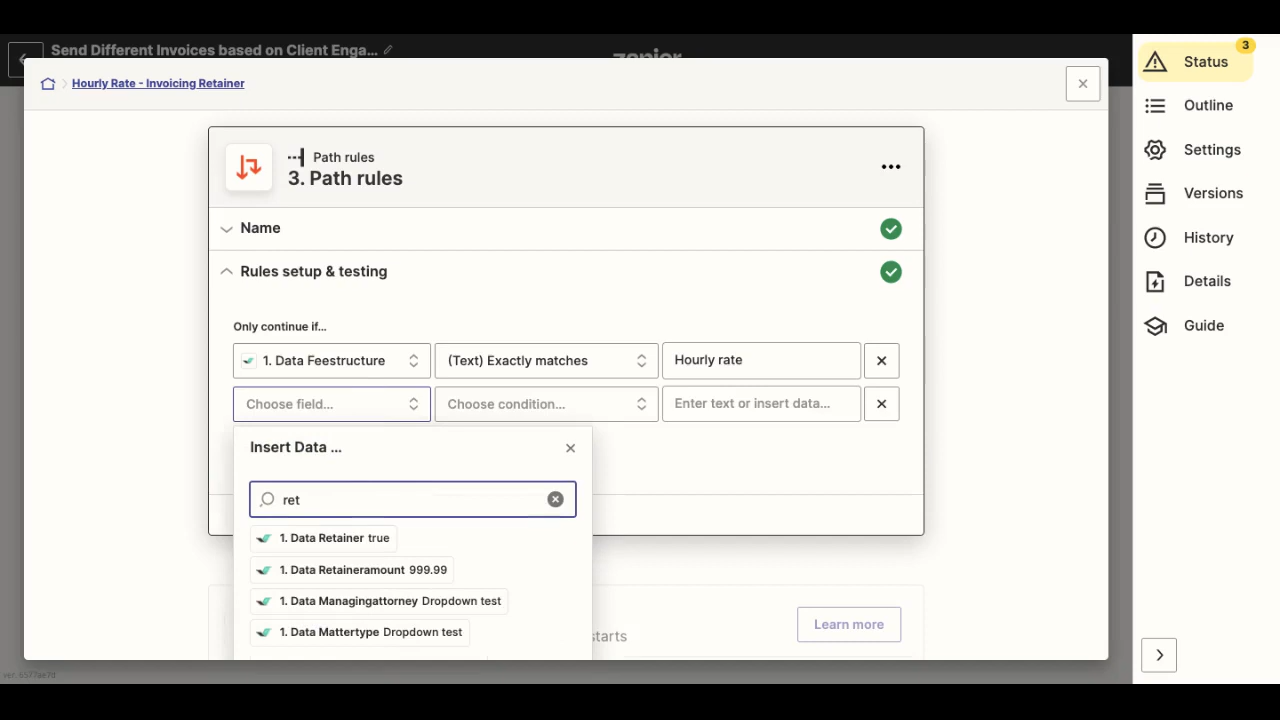 Send Different Invoices based on Client Enga...
zapier
3
Status
Outline
Settings
Versions
History
Details
Guide
Hourly Rate - Invoicing Retainer
Path rules
3. Path rules
Name
Rules setup & testing
Only continue if...
1. Data Feestructure
(Text) Exactly matches
Hourly rate
Choose field...
Choose condition...
Enter text or insert data...
Insert Data ...
ret
1. Data Retainer true
1. Data Retaineramount 999.99
1. Data Managingattorney Dropdown test
1. Data Mattertype Dropdown test
starts
Learn more